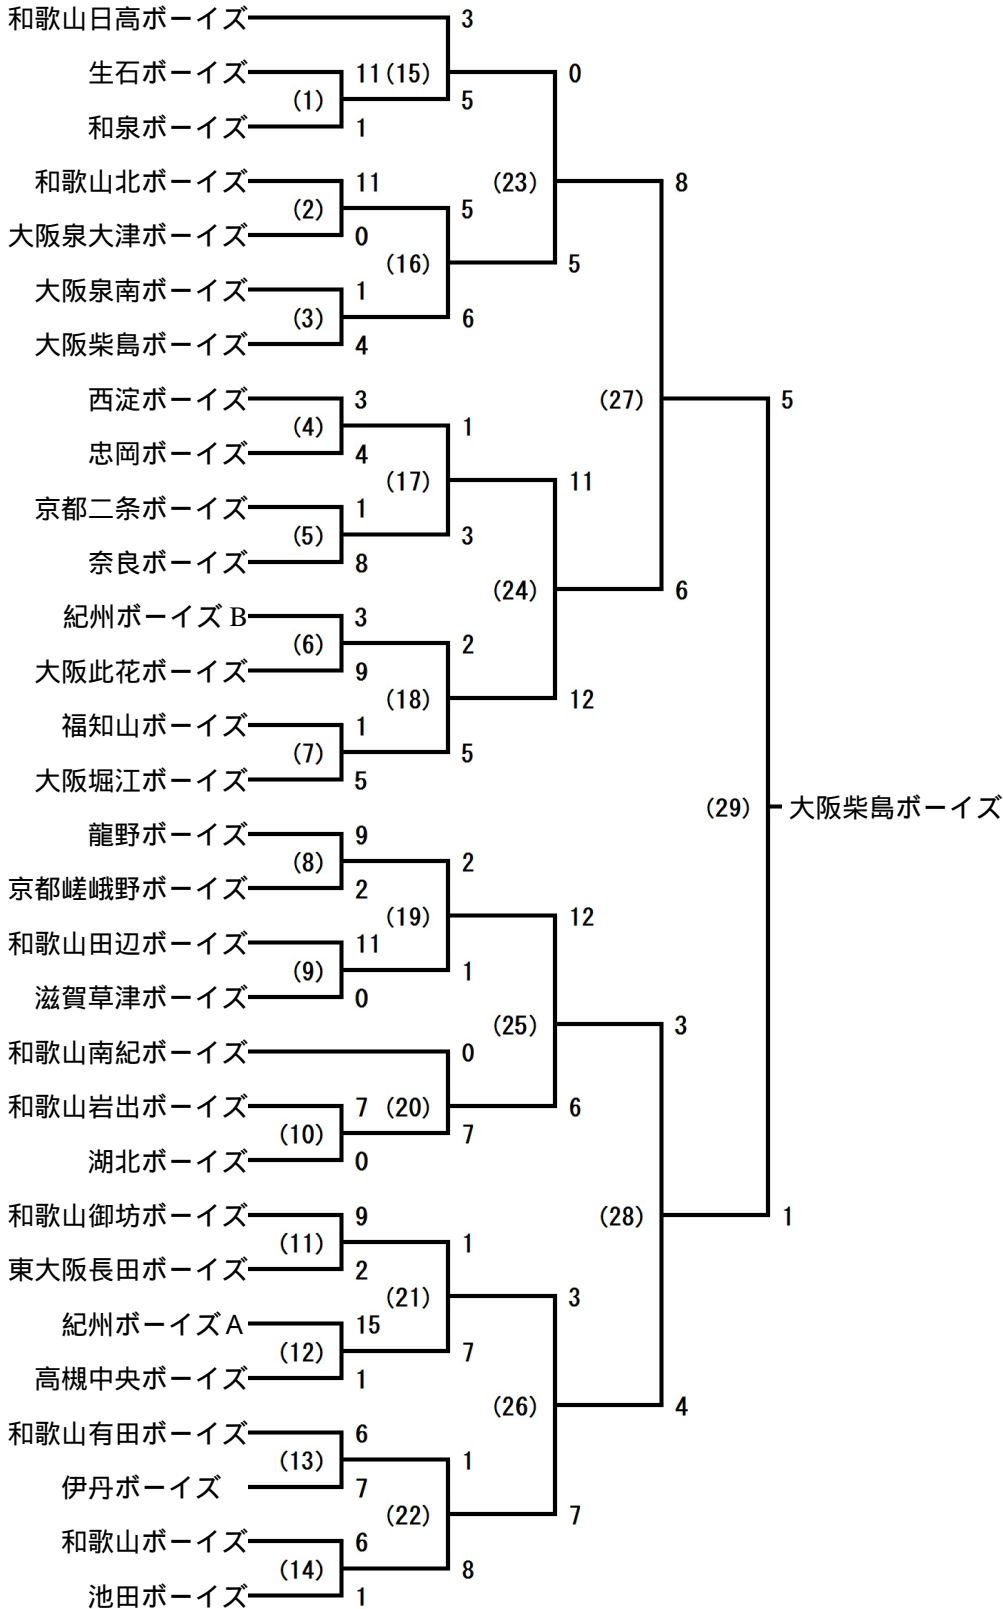 和歌山日高ボーイズ 3
生石ボーイズ 11 (15) 0
(1) 5
和泉ボーイズ 1
和歌山北ボーイズ 11 (23) 8
(2) 5
大阪泉大津ボーイズ 0
(16) 5
大阪泉南ボーイズ 1
(3) 6
大阪柴島ボーイズ 4
西淀ボーイズ 3 (27) 5
(4) 1
忠岡ボーイズ 4
(17) 11
京都二条ボーイズ 1
(5) 3
奈良ボーイズ 8
(24) 6
紀州ボーイズ B 3
(6) 2
大阪此花ボーイズ 9
(18) 12
福知山ボーイズ 1
(7) 5
大阪堀江ボーイズ 5
(29) 大阪柴島ボーイズ
龍野ボーイズ 9
(8) 2
京都嵯峨野ボーイズ 2
(19) 12
和歌山田辺ボーイズ 11
(9) 1
滋賀草津ボーイズ 0
(25) 3
和歌山南紀ボーイズ 0
和歌山岩出ボーイズ 7 (20) 6
(10) 7
湖北ボーイズ 0
和歌山御坊ボーイズ 9 (28) 1
(11) 1
東大阪長田ボーイズ 2
(21) 3
紀州ボーイズ A 15
(12) 7
高槻中央ボーイズ 1
(26) 4
和歌山有田ボーイズ 6
(13) 1
伊丹ボーイズ 7
(22) 7
和歌山ボーイズ 6
(14) 8
池田ボーイズ 1